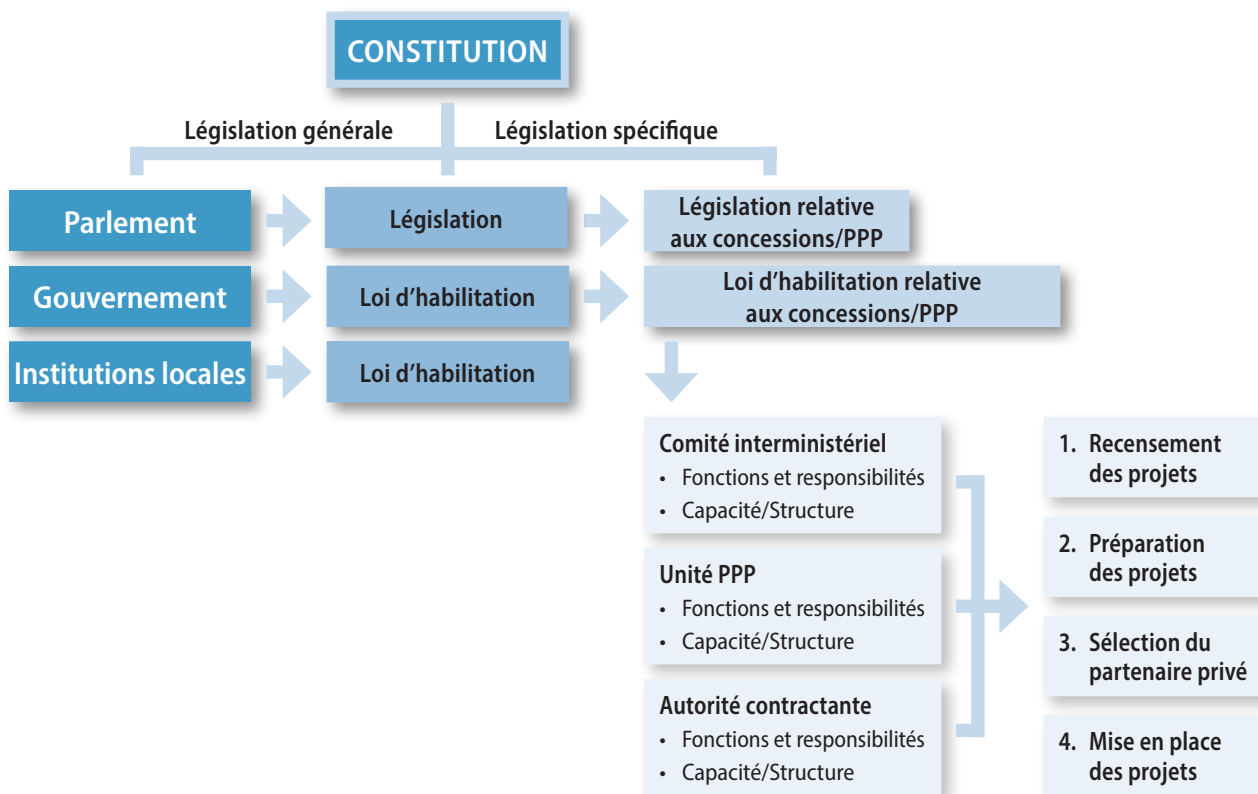 CONSTITUTION
Législation générale
Législation spécifique
Parlement
Législation
Législation relative
aux concessions/PPP
Gouvernement
Loi d’habilitation
Loi d’habilitation relative
aux concessions/PPP
Institutions locales
Loi d’habilitation
Comité interministériel
• Fonctions et responsibilités
• Capacité/Structure
Unité PPP
• Fonctions et responsibilités
• Capacité/Structure
Autorité contractante
• Fonctions et responsibilités
• Capacité/Structure
1. Recensement
des projets
2. Préparation
des projets
3. Sélection du
partenaire privé
4. Mise en place
des projets